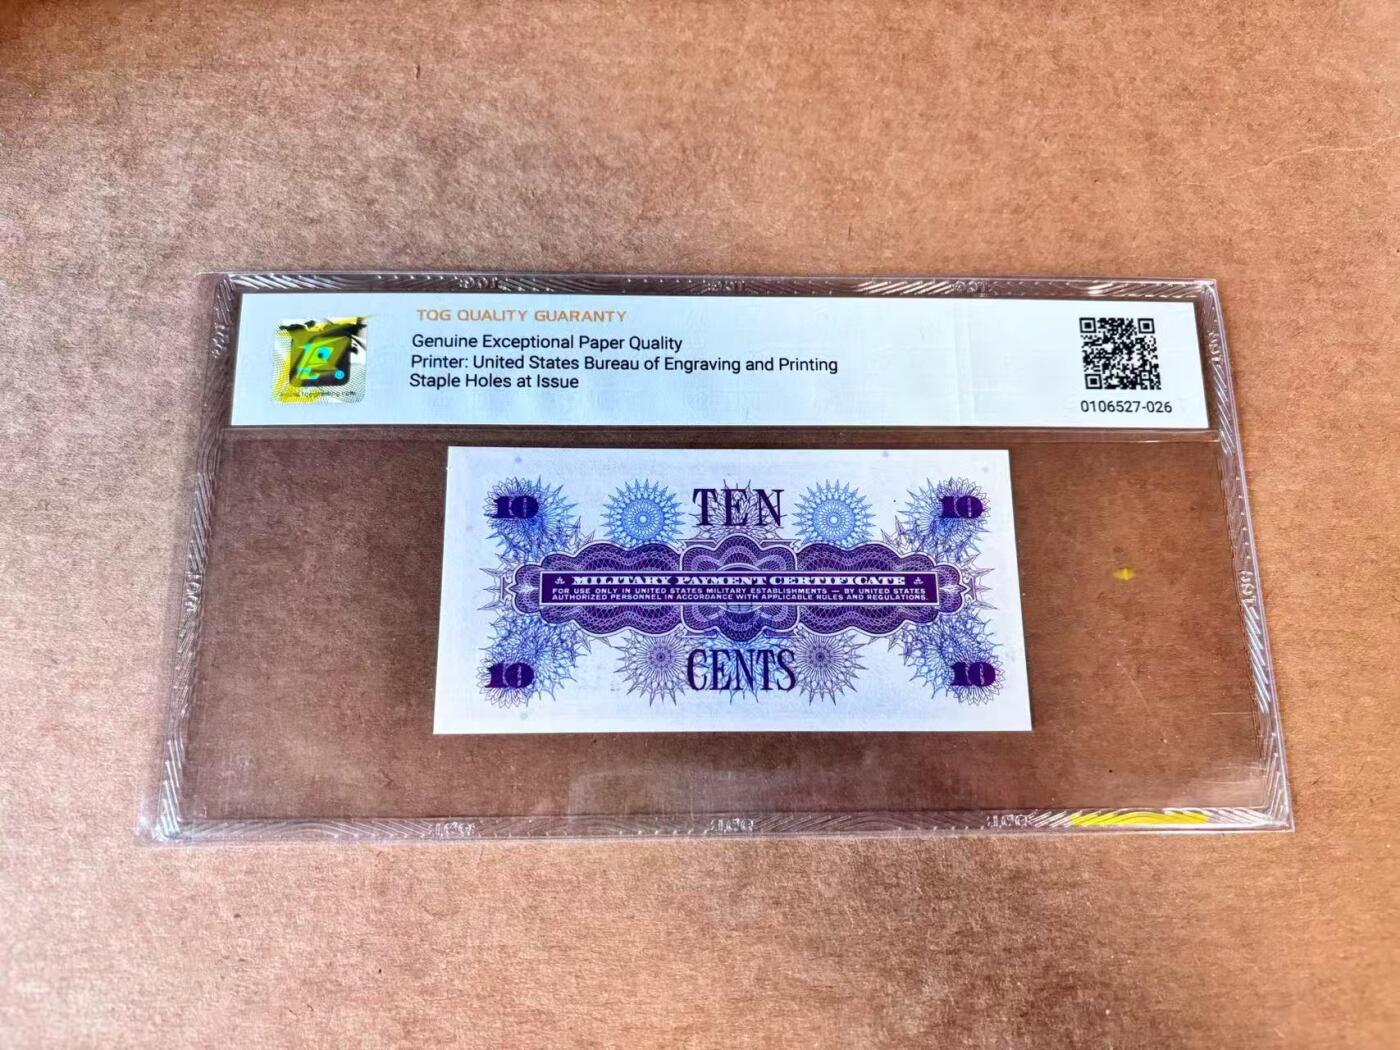 TQG QUALITY GUARANTY
Genuine Exceptional Paper Quality
Printer: United States Bureau of Engraving and Printing
Staple Holes at Issue
0106527-026
10 TEN 10
MILITARY PAYMENT CERTIFICATE
FOR USE ONLY IN UNITED STATES MILITARY ESTABLISHMENTS — BY UNITED STATES
AUTHORIZED PERSONNEL IN ACCORDANCE WITH APPLICABLE RULES AND REGULATIONS.
10 CENTS 10